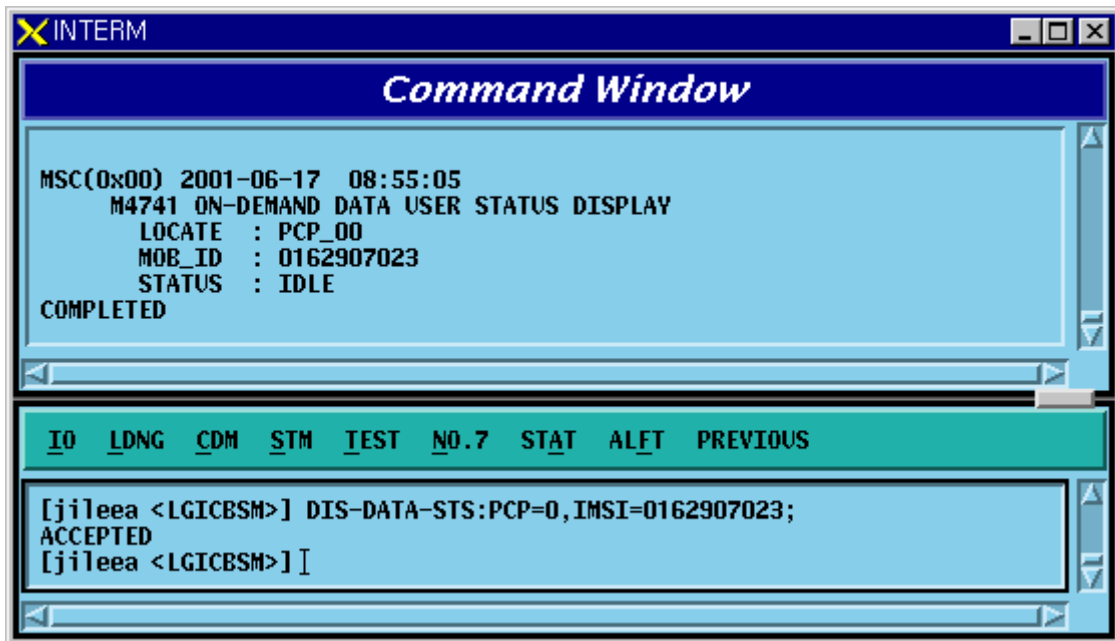 INTERM
Command Window
MSC(0x00) 2001-06-17 08:55:05
M4741 ON-DEMAND DATA USER STATUS DISPLAY
LOCATE : PCP_00
MOB_ID : 0162907023
STATUS : IDLE
COMPLETED
IO LDNG CDM STM TEST NO.7 STAT ALFT PREVIOUS
[jileea <LGICBSM>] DIS-DATA-STS:PCP=0,IMSI=0162907023;
ACCEPTED
[jileea <LGICBSM>]